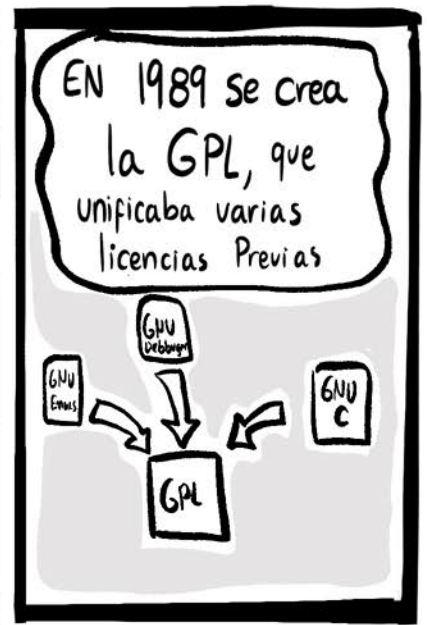 EN 1989 se crea
la GPL, que
unificaba varias
licencias Previas
GNU
Debbuger
GNU
Emacs
GNU
C
GPL